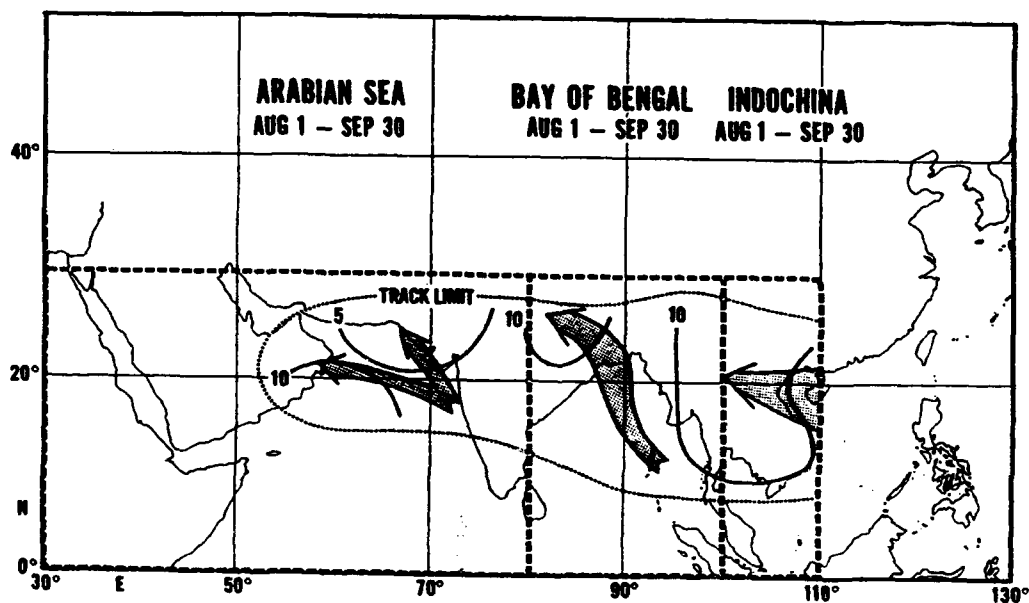 ARABIAN SEA
AUG 1 – SEP 30
BAY OF BENGAL
AUG 1 – SEP 30
INDOCHINA
AUG 1 – SEP 30
40°
TRACK LIMIT
5
10
10
10
20°
N
0°
30°
E
50°
70°
90°
110°
130°